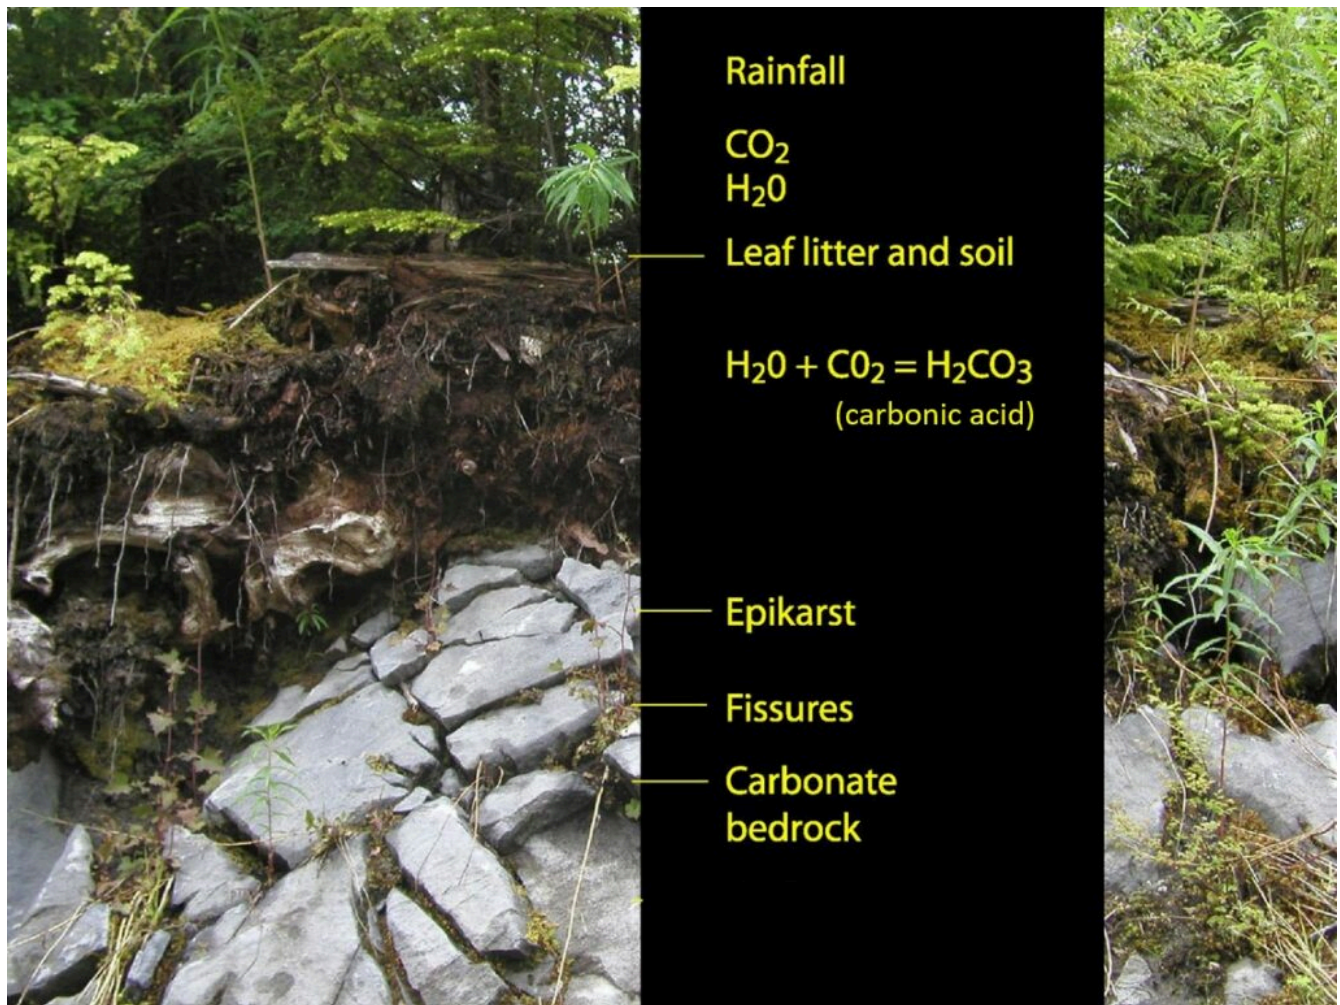 Rainfall
CO₂
H₂0
Leaf litter and soil
H₂0 + C0₂ = H₂CO₃
(carbonic acid)
Epikarst
Fissures
Carbonate
bedrock